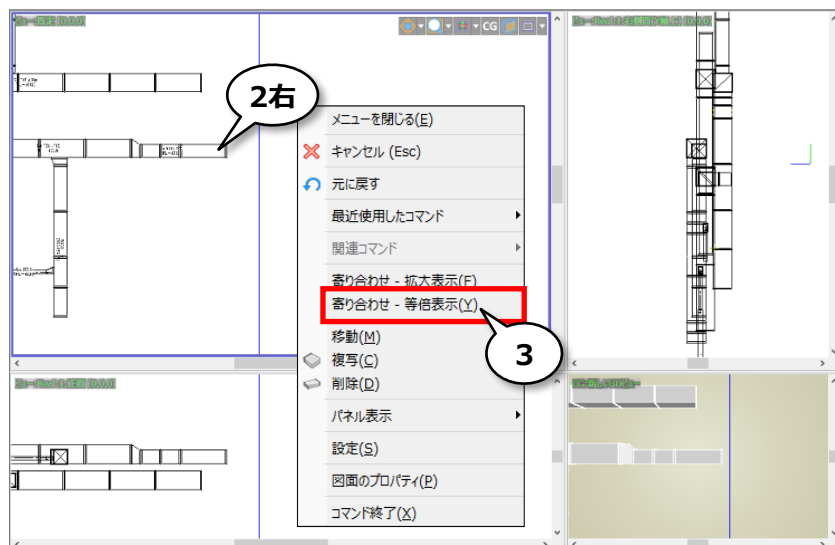 CG
2右
メニューを閉じる(E)
キャンセル (Esc)
元に戻す
最近使用したコマンド
関連コマンド
寄り合わせ - 拡大表示(F)
寄り合わせ - 等倍表示(Y)
3
移動(M)
複写(C)
削除(D)
パネル表示
設定(S)
図面のプロパティ(P)
コマンド終了(X)